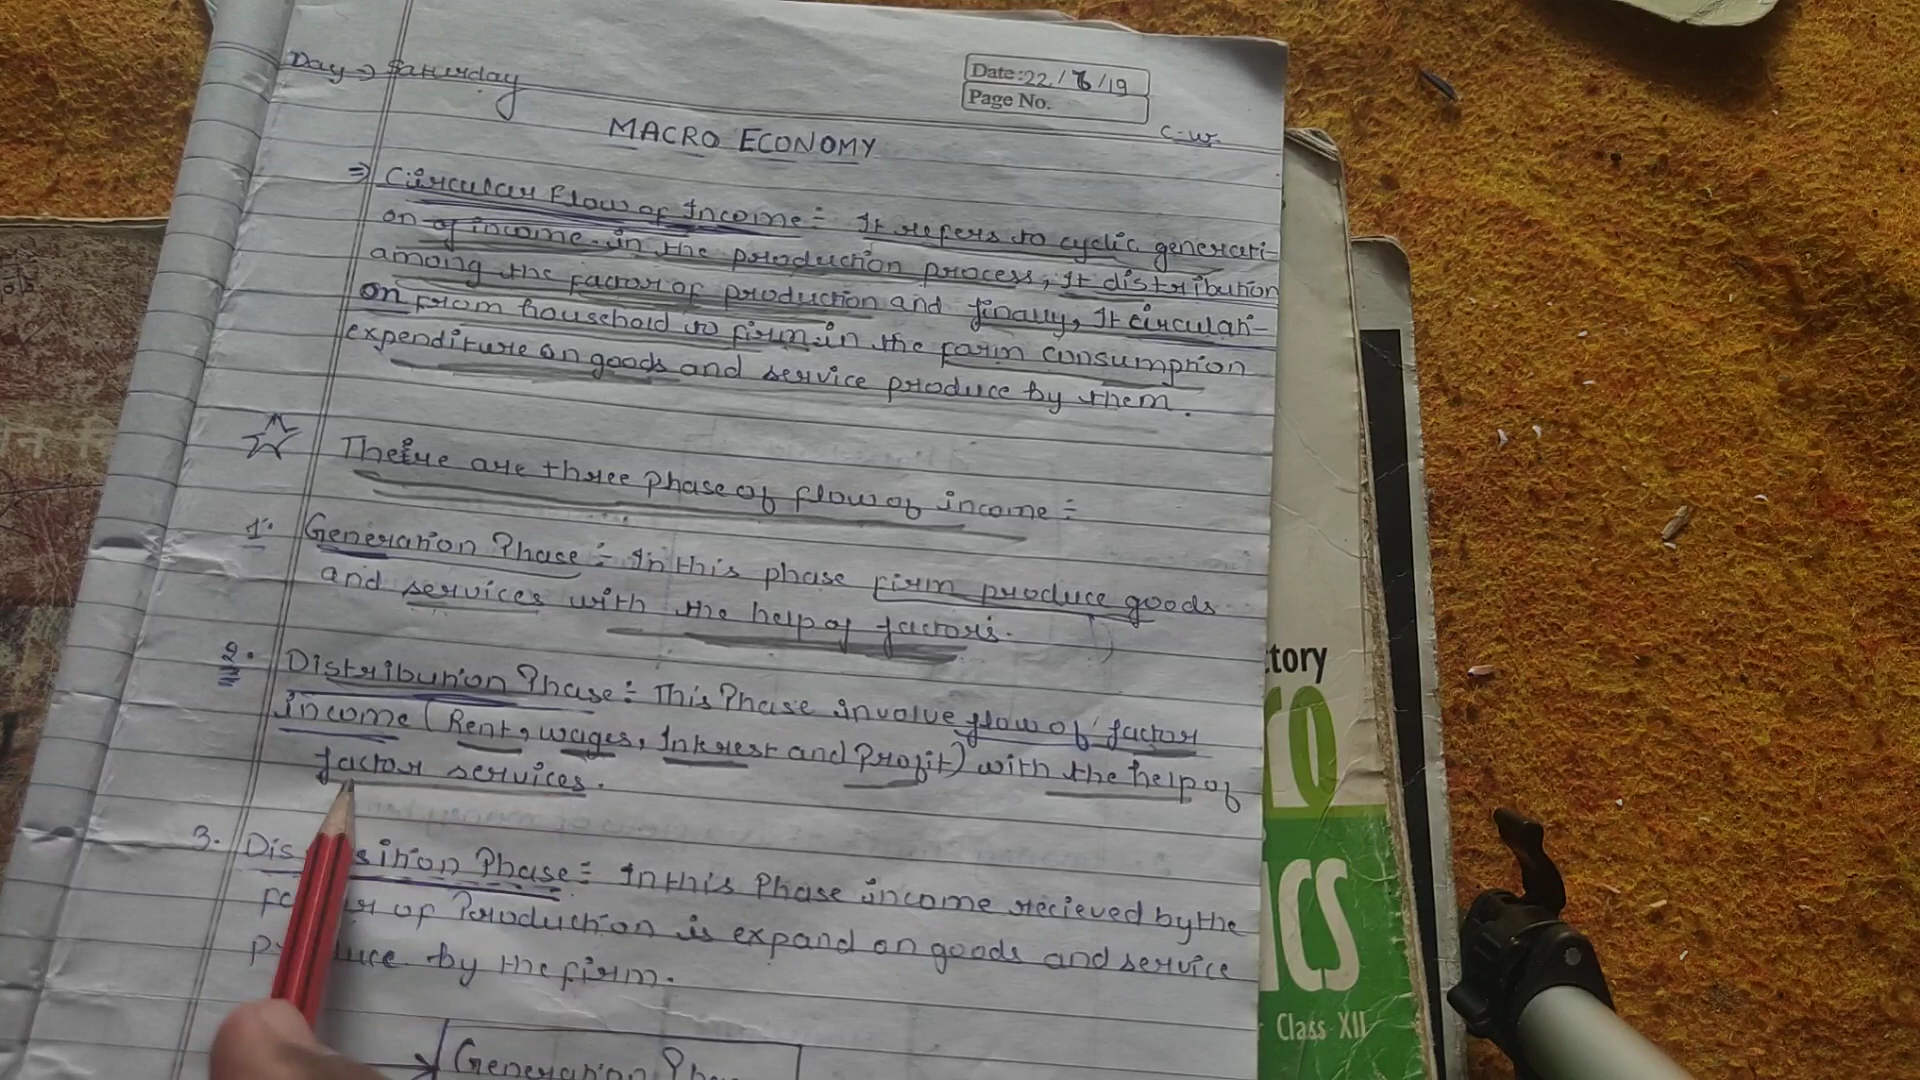 Day → Saturday
Date: 22/6/19
Page No.
C.W.
MACRO ECONOMY
⇒ Circular Flow of Income :- It refers to cyclic generati-
on of income in the production process, It distribution
among the factor of production and finally, It circulati-
on from household to firm in the form consumption
expenditure on goods and service produce by them.
☆ There are three Phase of flow of income :-
1. Generation Phase :- In this phase firm produce goods
and services with the help of factors.
2. Distribution Phase :- This Phase involve flow of factor
income (Rent, wages, Interest and Profit) with the help of
factor services.
3. Dis sition Phase :- In this Phase income recieved by the
of Production is expand on goods and service
by the firm.
Generation Pha
tory
RO
ICS
Class XII